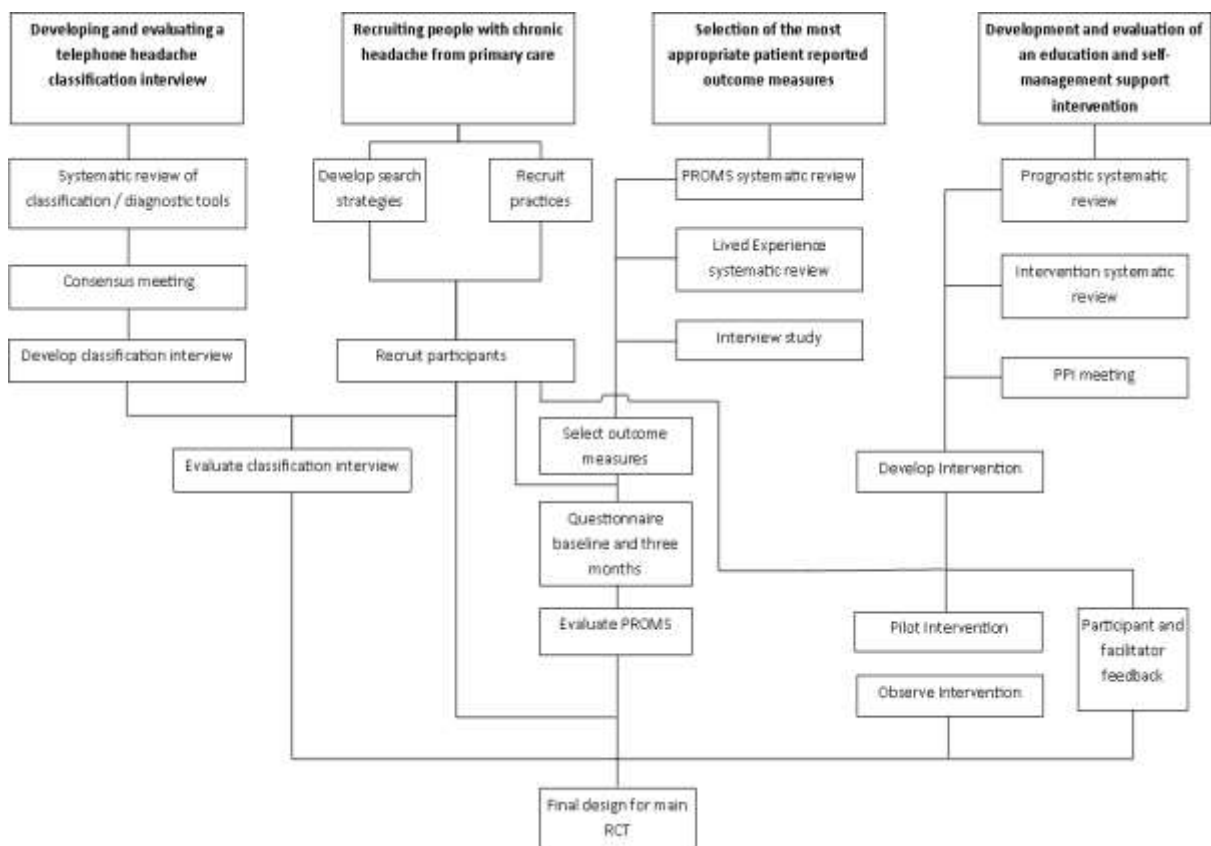 Developing and evaluating a
telephone headache
classification interview
Recruiting people with chronic
headache from primary care
Selection of the most
appropriate patient reported
outcome measures
Development and evaluation of
an education and self-
management support
intervention
Systematic review of
classification / diagnostic tools
Develop search
strategies
Recruit
practices
PROMS systematic review
Prognostic systematic
review
Lived Experience
systematic review
Intervention systematic
review
Consensus meeting
Develop classification interview
Recruit participants
Interview study
PPI meeting
Evaluate classification interview
Select outcome
measures
Develop Intervention
Questionnaire
baseline and three
months
Evaluate PROMS
Pilot Intervention
Participant and
facilitator
feedback
Observe Intervention
Final design for main
RCT